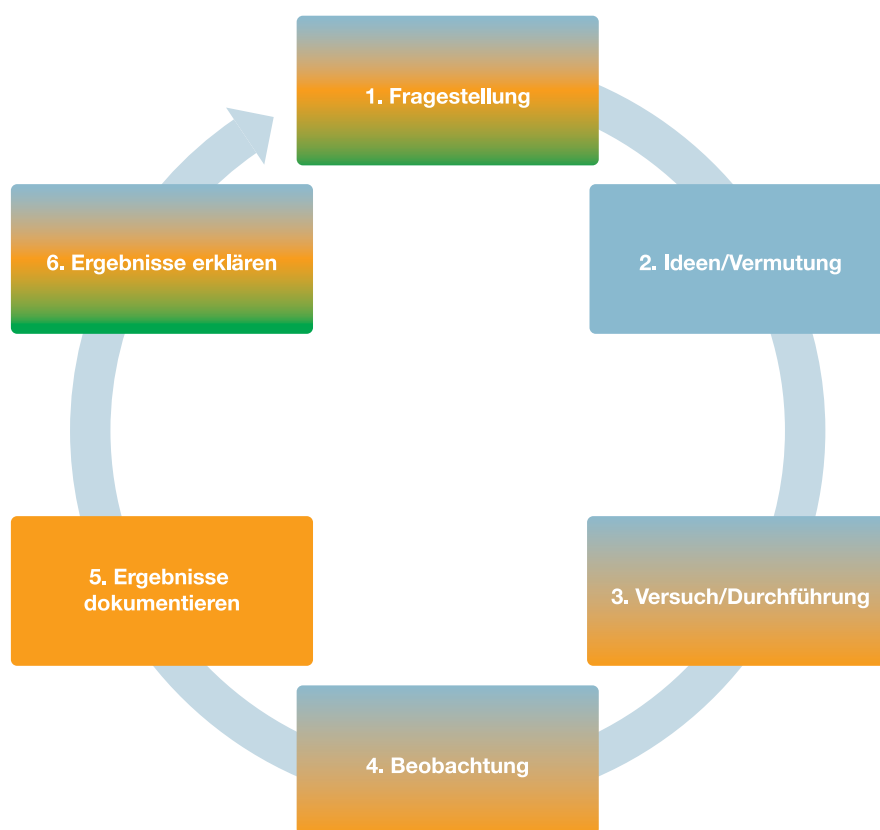 1. Fragestellung
2. Ideen/Vermutung
3. Versuch/Durchführung
4. Beobachtung
5. Ergebnisse
dokumentieren
6. Ergebnisse erklären